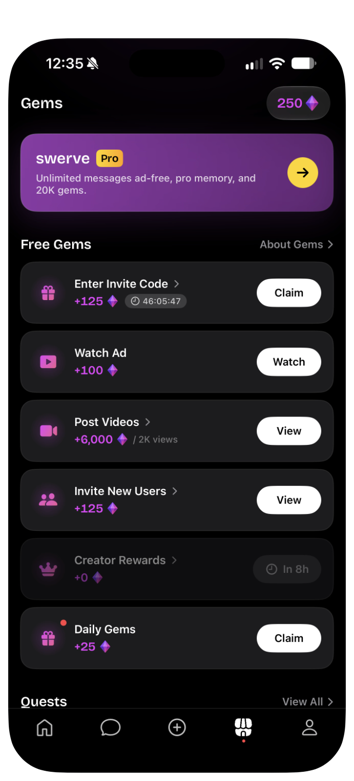 12:35
Gems
250
swerve Pro
Unlimited messages ad-free, pro memory, and
20K gems.
Free Gems
About Gems >
Enter Invite Code >
+125 46:05:47
Claim
Watch Ad
+100
Watch
Post Videos >
+6,000 / 2K views
View
Invite New Users >
+125
View
Creator Rewards >
+0
In 8h
Daily Gems
+25
Claim
Quests
View All >